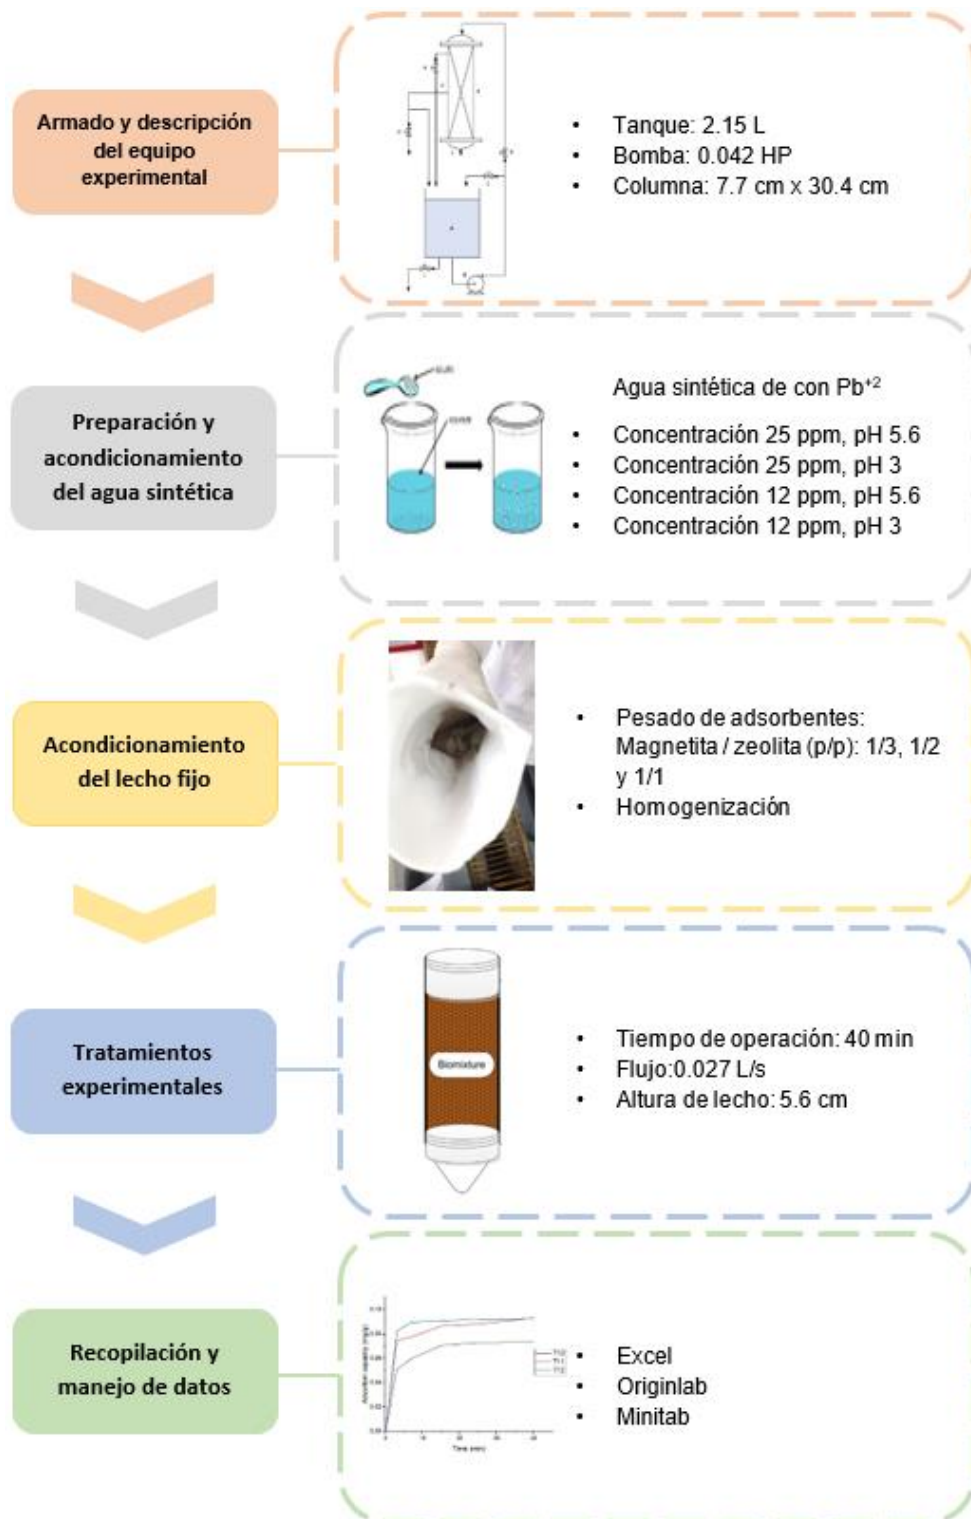 Armado y descripción
del equipo
experimental
• Tanque: 2.15 L
• Bomba: 0.042 HP
• Columna: 7.7 cm x 30.4 cm
Preparación y
acondicionamiento
del agua sintética
Agua sintética de con Pb⁺²
• Concentración 25 ppm, pH 5.6
• Concentración 25 ppm, pH 3
• Concentración 12 ppm, pH 5.6
• Concentración 12 ppm, pH 3
Acondicionamiento
del lecho fijo
• Pesado de adsorbentes:
Magnetita / zeolita (p/p): 1/3, 1/2
y 1/1
• Homogenización
Tratamientos
experimentales
Biomixture
• Tiempo de operación: 40 min
• Flujo:0.027 L/s
• Altura de lecho: 5.6 cm
Recopilación y
manejo de datos
Time (min)
• Excel
• Originlab
• Minitab